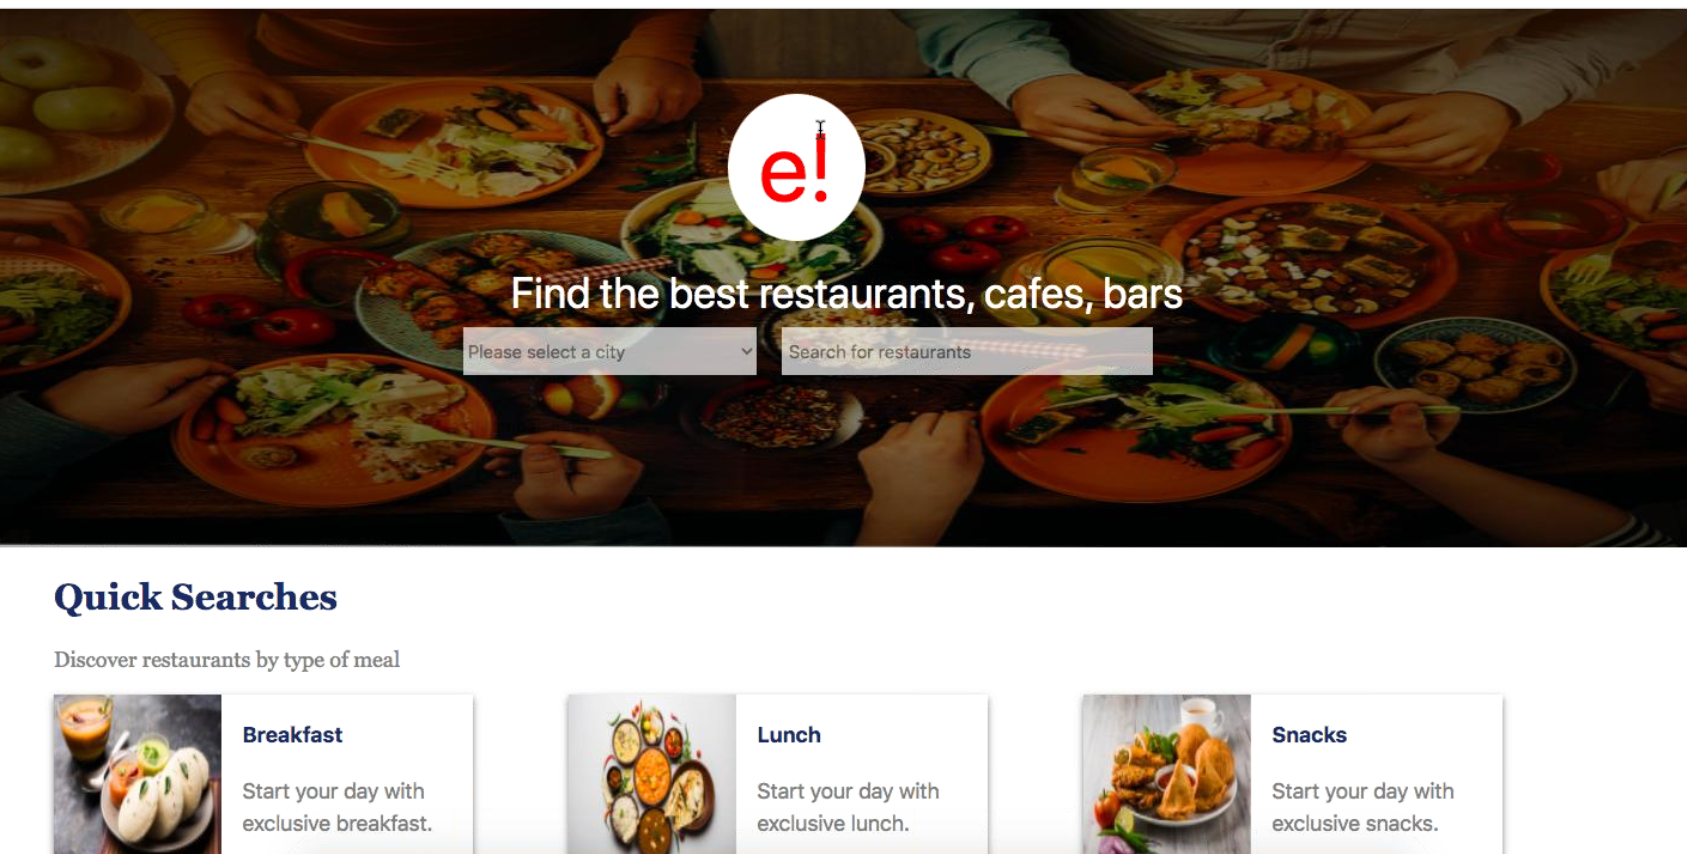 e!
Find the best restaurants, cafes, bars
Please select a city
Search for restaurants
Quick Searches
Discover restaurants by type of meal
Breakfast
Start your day with
exclusive breakfast.
Lunch
Start your day with
exclusive lunch.
Snacks
Start your day with
exclusive snacks.